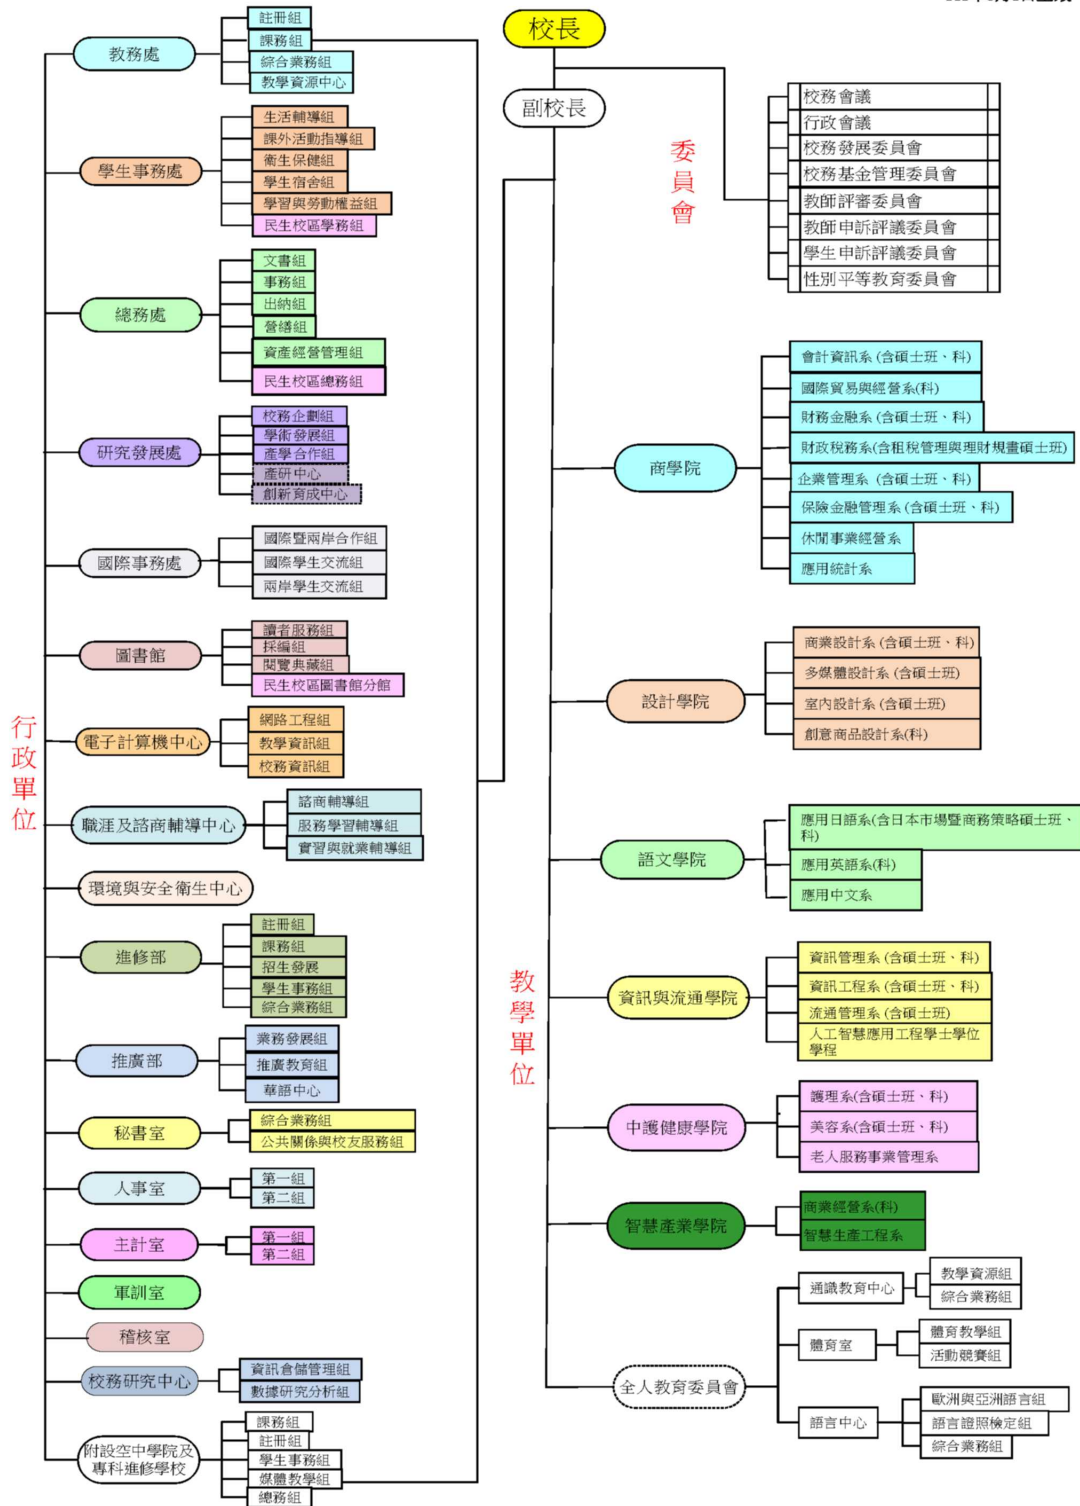 校長
副校長
委員會
校務會議
行政會議
校務發展委員會
校務基金管理委員會
教師評審委員會
教師申訴評議委員會
學生申訴評議委員會
性別平等教育委員會
行政單位
教務處
註冊組
課務組
綜合業務組
教學資源中心
學生事務處
生活輔導組
課外活動指導組
衛生保健組
學生宿舍組
學習與勞動權益組
民生校區學務組
總務處
文書組
事務組
出納組
營繕組
資產經營管理組
民生校區總務組
研究發展處
校務企劃組
學術發展組
產學合作組
產研中心
創新育成中心
國際事務處
國際暨兩岸合作組
國際學生交流組
兩岸學生交流組
圖書館
讀者服務組
採編組
閱覽典藏組
民生校區圖書館分館
電子計算機中心
網路工程組
教學資訊組
校務資訊組
職涯及諮商輔導中心
諮商輔導組
服務學習輔導組
實習與就業輔導組
環境與安全衛生中心
進修部
註冊組
課務組
招生發展
學生事務組
綜合業務組
推廣部
業務發展組
推廣教育組
華語中心
秘書室
綜合業務組
公共關係與校友服務組
人事室
第一組
第二組
主計室
第一組
第二組
軍訓室
稽核室
校務研究中心
資訊倉儲管理組
數據研究分析組
附設空中學院及
專科進修學校
課務組
註冊組
學生事務組
媒體教學組
總務組
教學單位
商學院
會計資訊系(含碩士班、科)
國際貿易與經營系(科)
財務金融系(含碩士班、科)
財政稅務系(含租稅管理與理財規畫碩士班)
企業管理系(含碩士班、科)
保險金融管理系(含碩士班、科)
休閒事業經營系
應用統計系
設計學院
商業設計系(含碩士班、科)
多媒體設計系(含碩士班)
室內設計系(含碩士班)
創意商品設計系(科)
語文學院
應用日語系(含日本市場暨商務策略碩士班、
科)
應用英語系(科)
應用中文系
資訊與流通學院
資訊管理系(含碩士班、科)
資訊工程系(含碩士班、科)
流通管理系(含碩士班)
人工智慧應用工程學士學位
學程
中護健康學院
護理系(含碩士班、科)
美容系(含碩士班、科)
老人服務事業管理系
智慧產業學院
商業經營系(科)
智慧生產工程系
全人教育委員會
通識教育中心
教學資源組
綜合業務組
體育室
體育教學組
活動競賽組
語言中心
歐洲與亞洲語言組
語言證照檢定組
綜合業務組